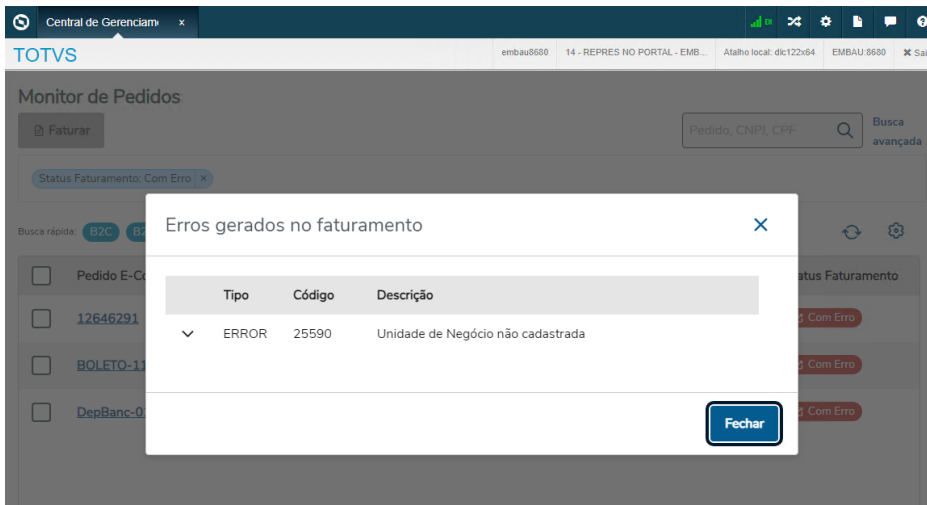 Central de Gerenciam x
TOTVS embau8680 14 - REPRES NO PORTAL - EMB... Atalho local: dlc122x64 EMBAU:8680 Sai
Monitor de Pedidos
Faturar
Pedido, CNPJ, CPF
Busca avançada
Status Faturamento: Com Erro ×
Busca rápida: B2C B2
Pedido E-Co atus Faturamento
12646291 Com Erro
BOLETO-11 Com Erro
DepBanc-0 Com Erro
Erros gerados no faturamento
Tipo Código Descrição
ERROR 25590 Unidade de Negócio não cadastrada
Fechar